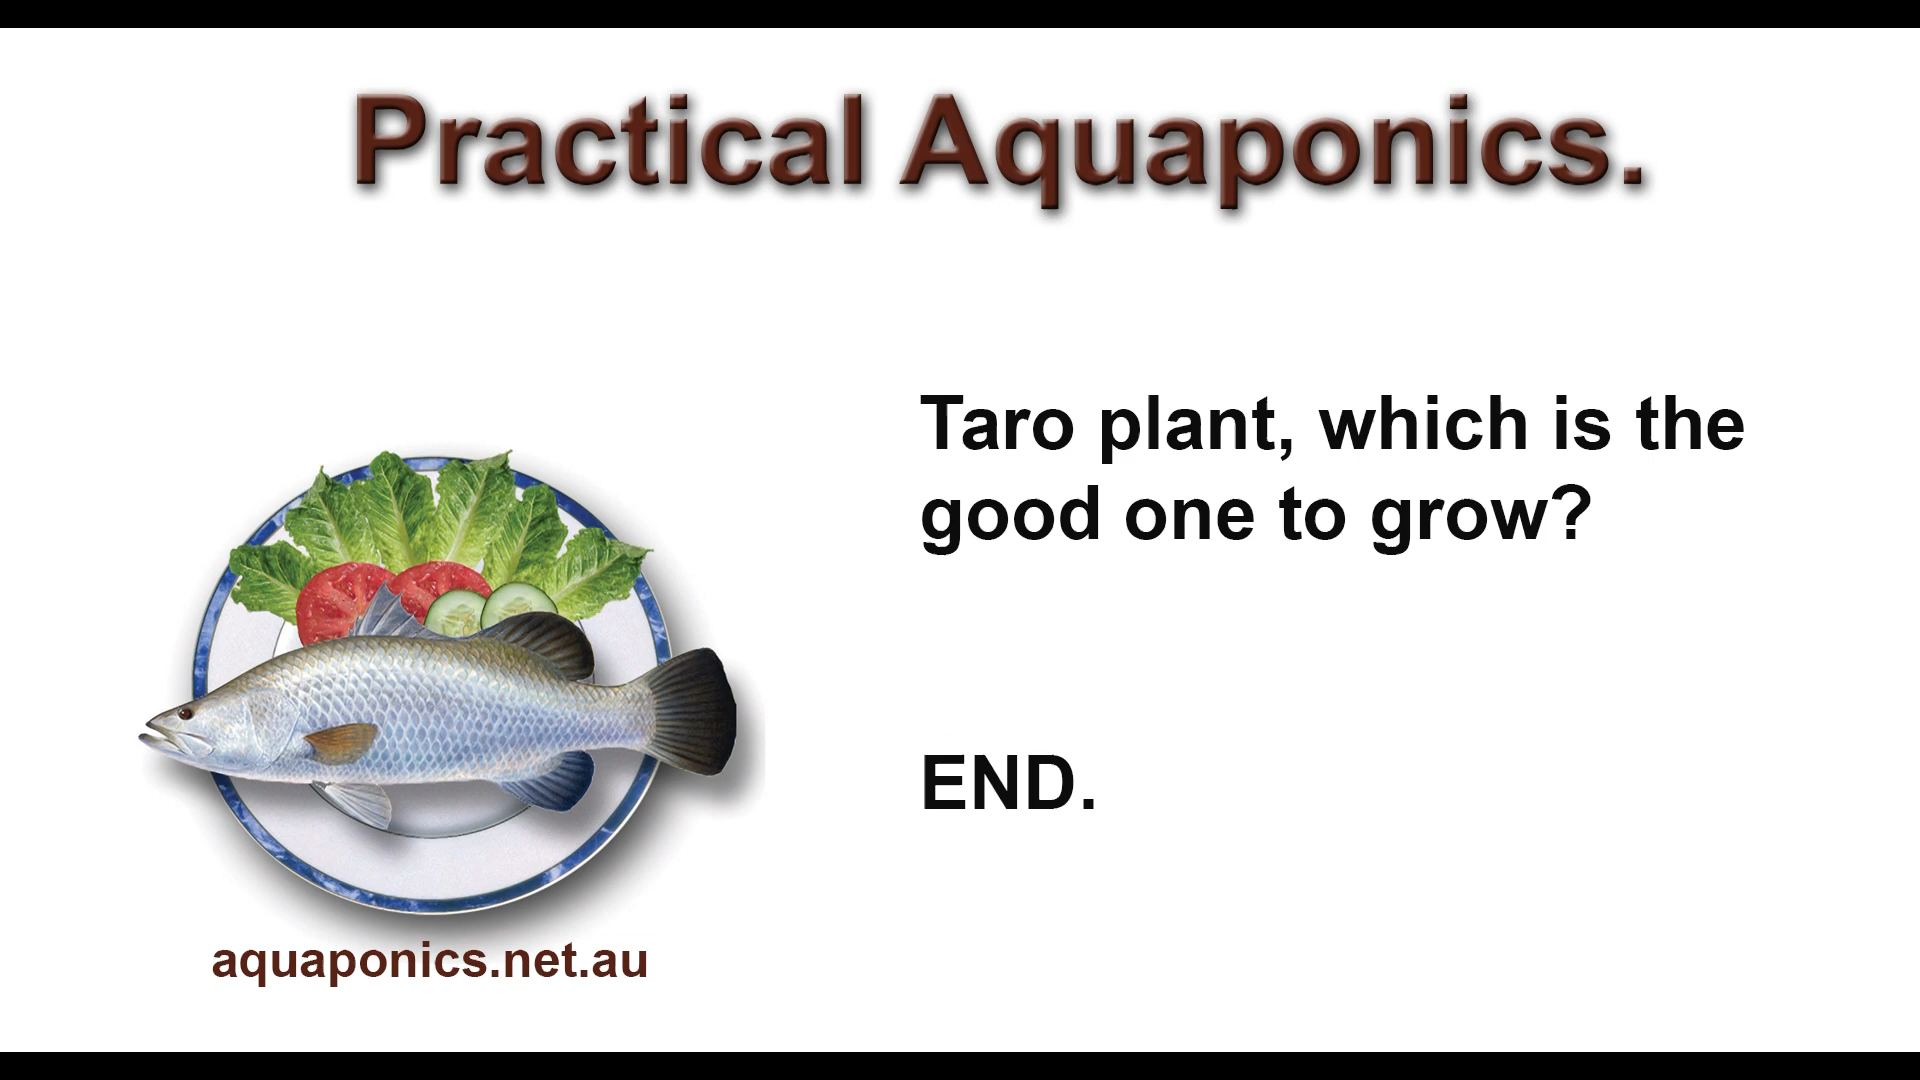 Practical Aquaponics.
Taro plant, which is the
good one to grow?
END.
aquaponics.net.au